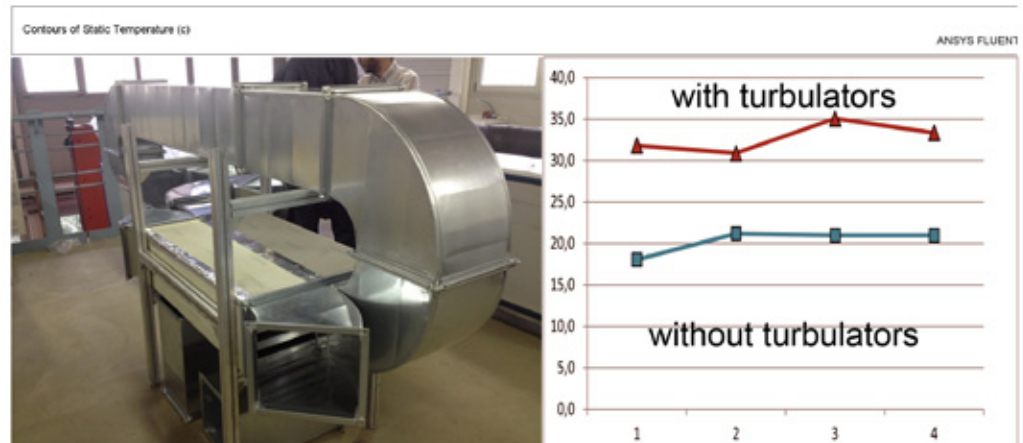 Contours of Static Temperature (c)
ANSYS FLUENT
40,0
35,0
30,0
25,0
20,0
15,0
10,0
5,0
0,0
with turbulators
without turbulators
1 2 3 4